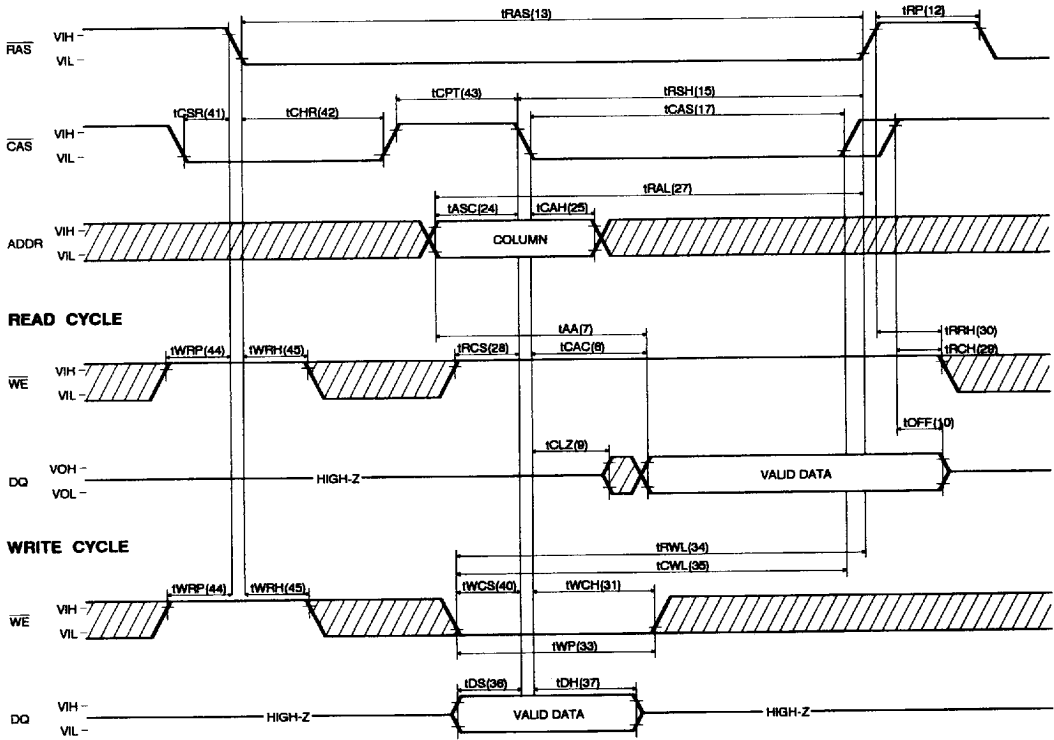 tRAS(13)
tRP(12)
RAS
VIH
VIL
tCPT(43)
tRSH(15)
tCSR(41)
tCHR(42)
tCAS(17)
CAS
VIH
VIL
tRAL(27)
tASC(24)
tCAH(25)
ADDR
VIH
VIL
COLUMN
READ CYCLE
tAA(7)
tRRH(30)
tWRP(44)
tWRH(45)
tRCS(28)
tCAC(6)
tRCH(29)
WE
VIH
VIL
tOFF(10)
tCLZ(9)
DQ
VOH
VOL
HIGH-Z
VALID DATA
WRITE CYCLE
tRWL(34)
tCWL(35)
tWRP(44)
tWRH(45)
tWCS(40)
tWCH(31)
WE
VIH
VIL
tWP(33)
tDS(36)
tDH(37)
DQ
VIH
VIL
HIGH-Z
VALID DATA
HIGH-Z